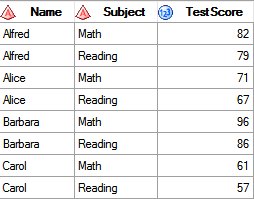 Name Subject TestScore
Alfred Math 82
Alfred Reading 79
Alice Math 71
Alice Reading 67
Barbara Math 96
Barbara Reading 86
Carol Math 61
Carol Reading 57